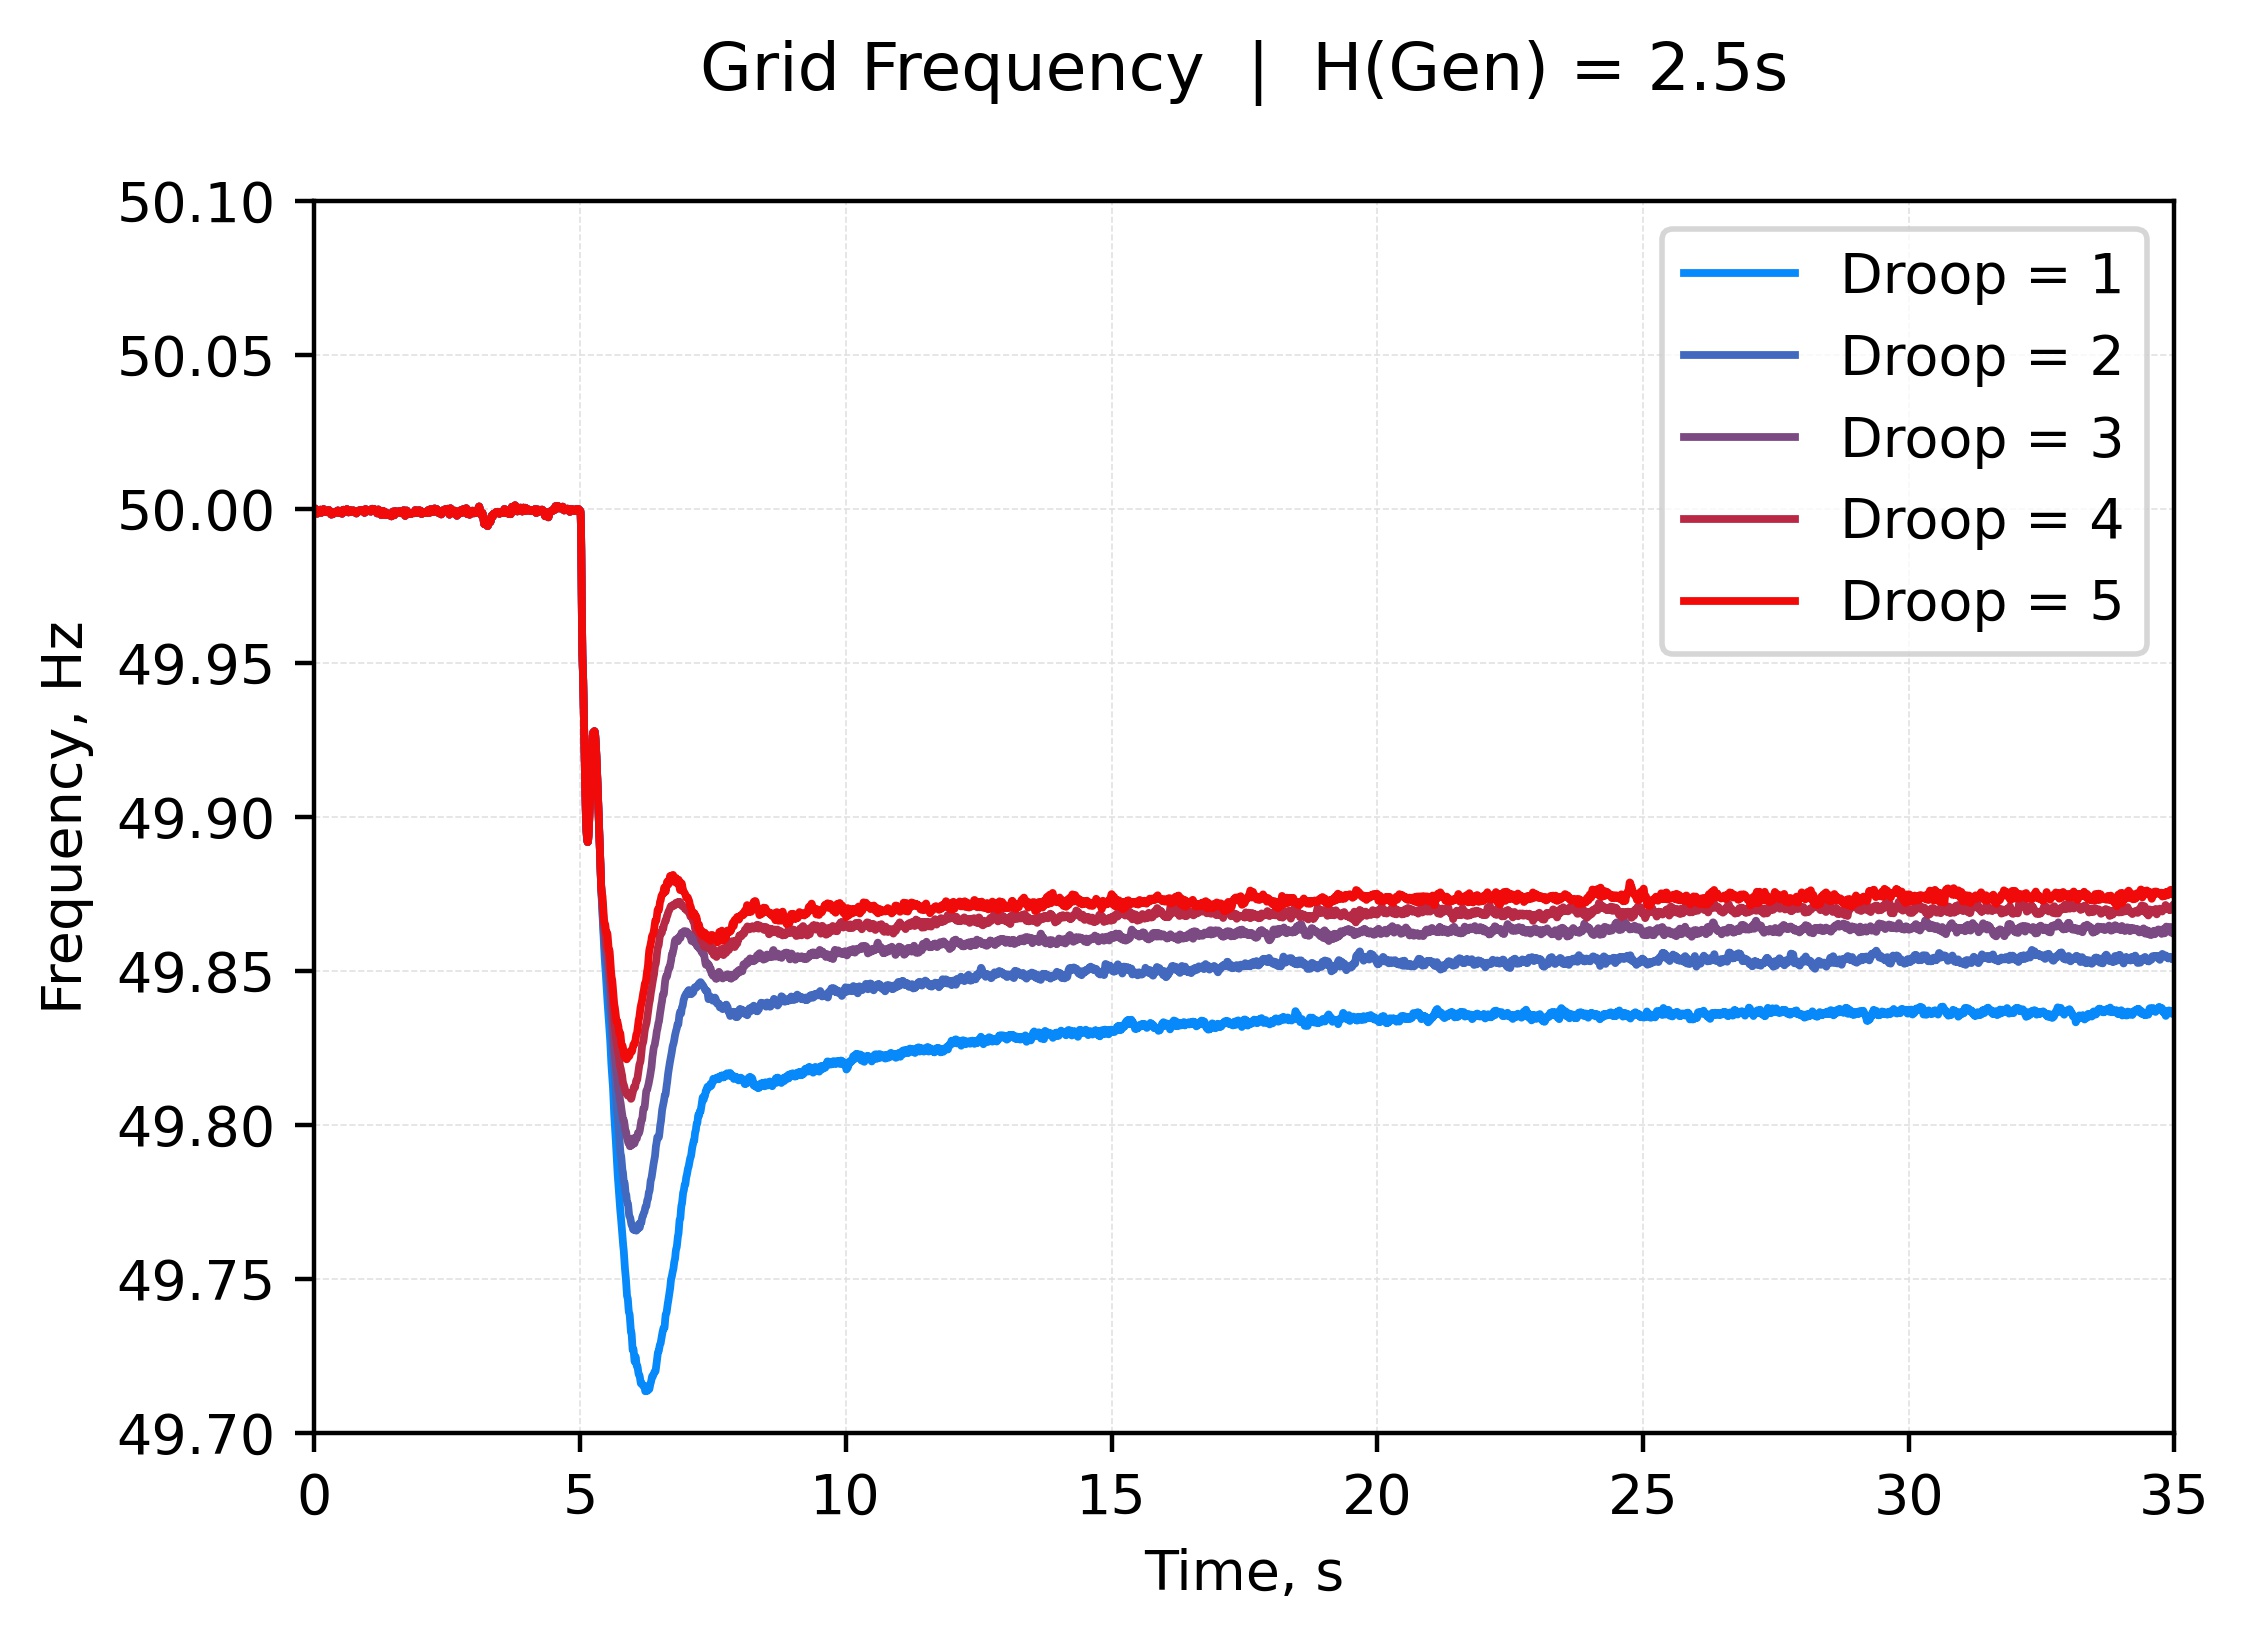 Grid Frequency | H(Gen) = 2.5s
50.10
50.05
50.00
49.95
49.90
49.85
49.80
49.75
49.70
Frequency, Hz
Droop = 1
Droop = 2
Droop = 3
Droop = 4
Droop = 5
0 5 10 15 20 25 30 35
Time, s